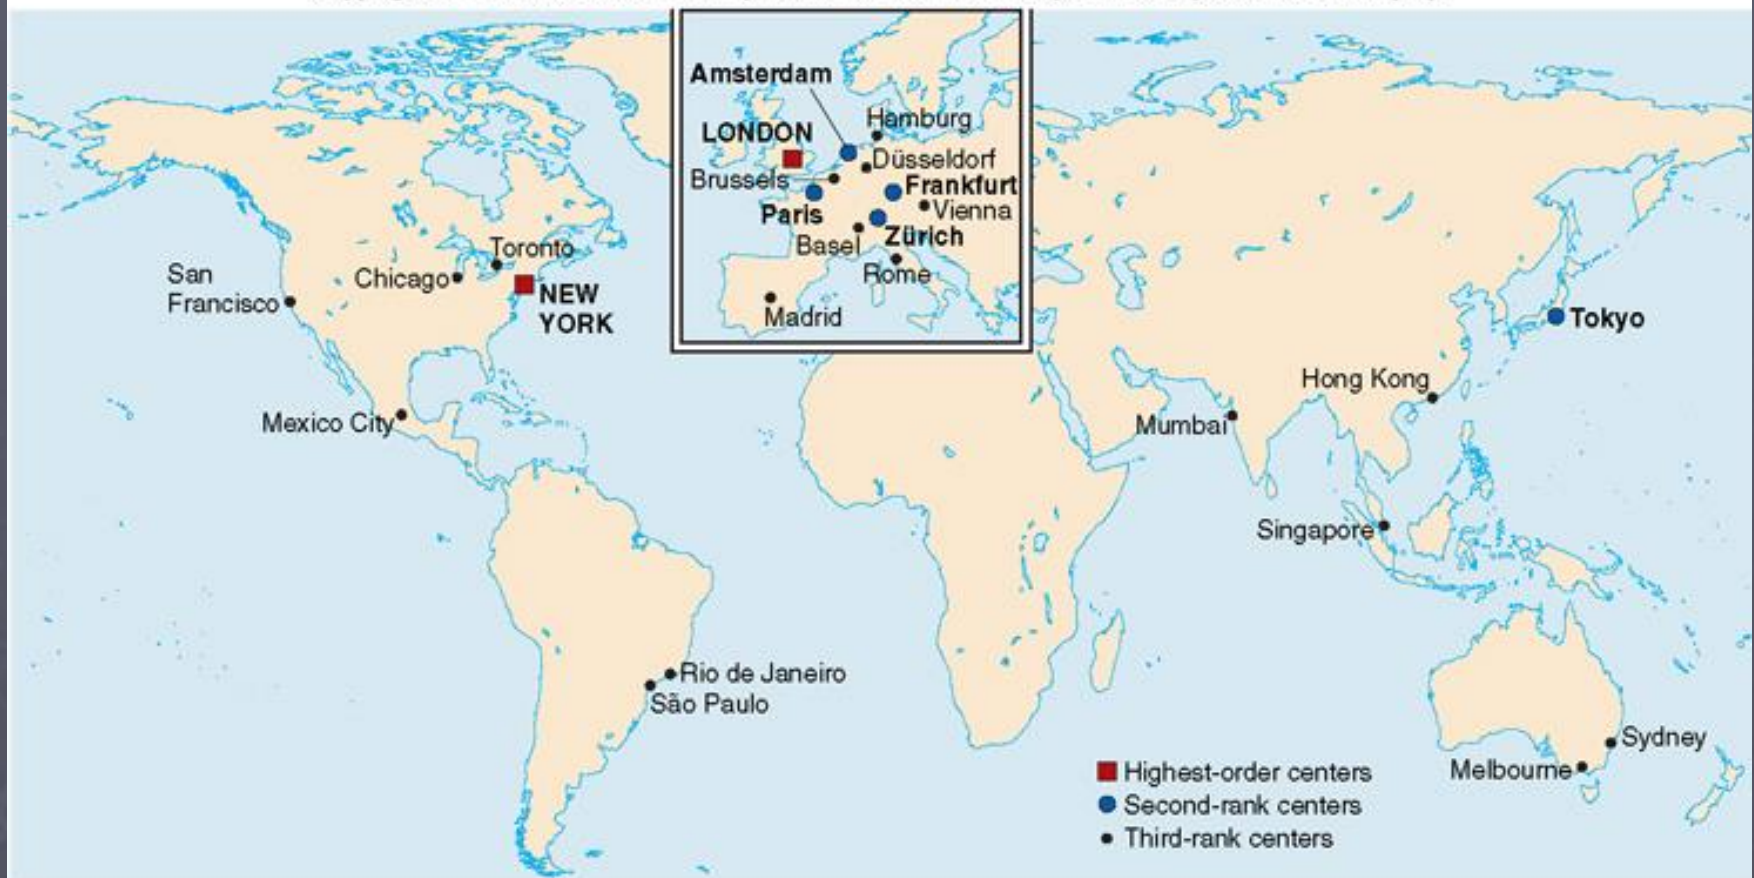 Amsterdam
Hamburg
LONDON
Düsseldorf
Brussels
Frankfurt
Paris
Vienna
Basel
Zürich
Rome
Madrid
Toronto
Chicago
San
Francisco
NEW
YORK
Mexico City
Tokyo
Hong Kong
Mumbai
Singapore
Rio de Janeiro
São Paulo
Sydney
Melbourne
Highest-order centers
Second-rank centers
Third-rank centers